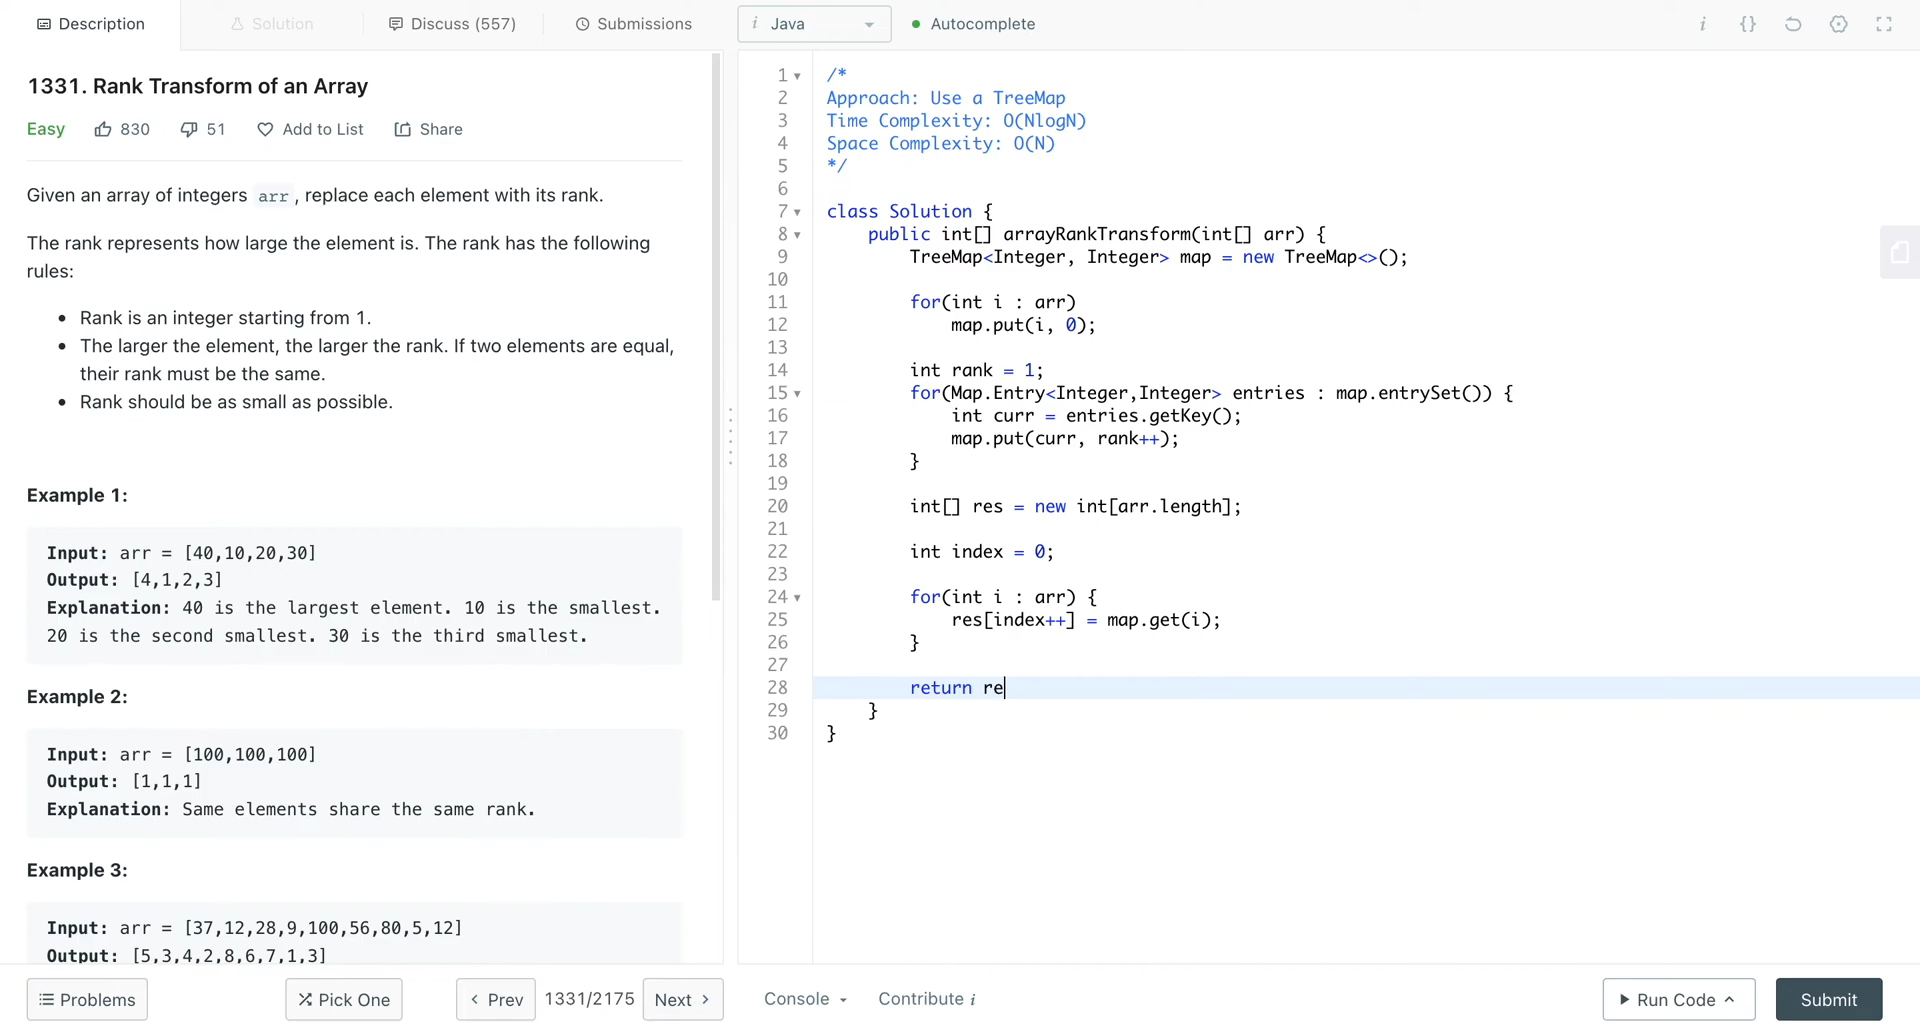 Description
Solution
Discuss (557)
Submissions
i Java
Autocomplete
i {}
1331. Rank Transform of an Array
Easy 830 51 Add to List Share
Given an array of integers arr , replace each element with its rank.
The rank represents how large the element is. The rank has the following
rules:
• Rank is an integer starting from 1.
• The larger the element, the larger the rank. If two elements are equal,
their rank must be the same.
• Rank should be as small as possible.
Example 1:
Input: arr = [40,10,20,30]
Output: [4,1,2,3]
Explanation: 40 is the largest element. 10 is the smallest.
20 is the second smallest. 30 is the third smallest.
Example 2:
Input: arr = [100,100,100]
Output: [1,1,1]
Explanation: Same elements share the same rank.
Example 3:
Input: arr = [37,12,28,9,100,56,80,5,12]
Output: [5,3,4,2,8,6,7,1,3]
1 /*
2 Approach: Use a TreeMap
3 Time Complexity: O(NlogN)
4 Space Complexity: O(N)
5 */
6
7 class Solution {
8 public int[] arrayRankTransform(int[] arr) {
9 TreeMap<Integer, Integer> map = new TreeMap<>();
10
11 for(int i : arr)
12 map.put(i, 0);
13
14 int rank = 1;
15 for(Map.Entry<Integer,Integer> entries : map.entrySet()) {
16 int curr = entries.getKey();
17 map.put(curr, rank++);
18 }
19
20 int[] res = new int[arr.length];
21
22 int index = 0;
23
24 for(int i : arr) {
25 res[index++] = map.get(i);
26 }
27
28 return re
29 }
30 }
Problems
Pick One
< Prev
1331/2175
Next >
Console
Contribute i
Run Code
Submit